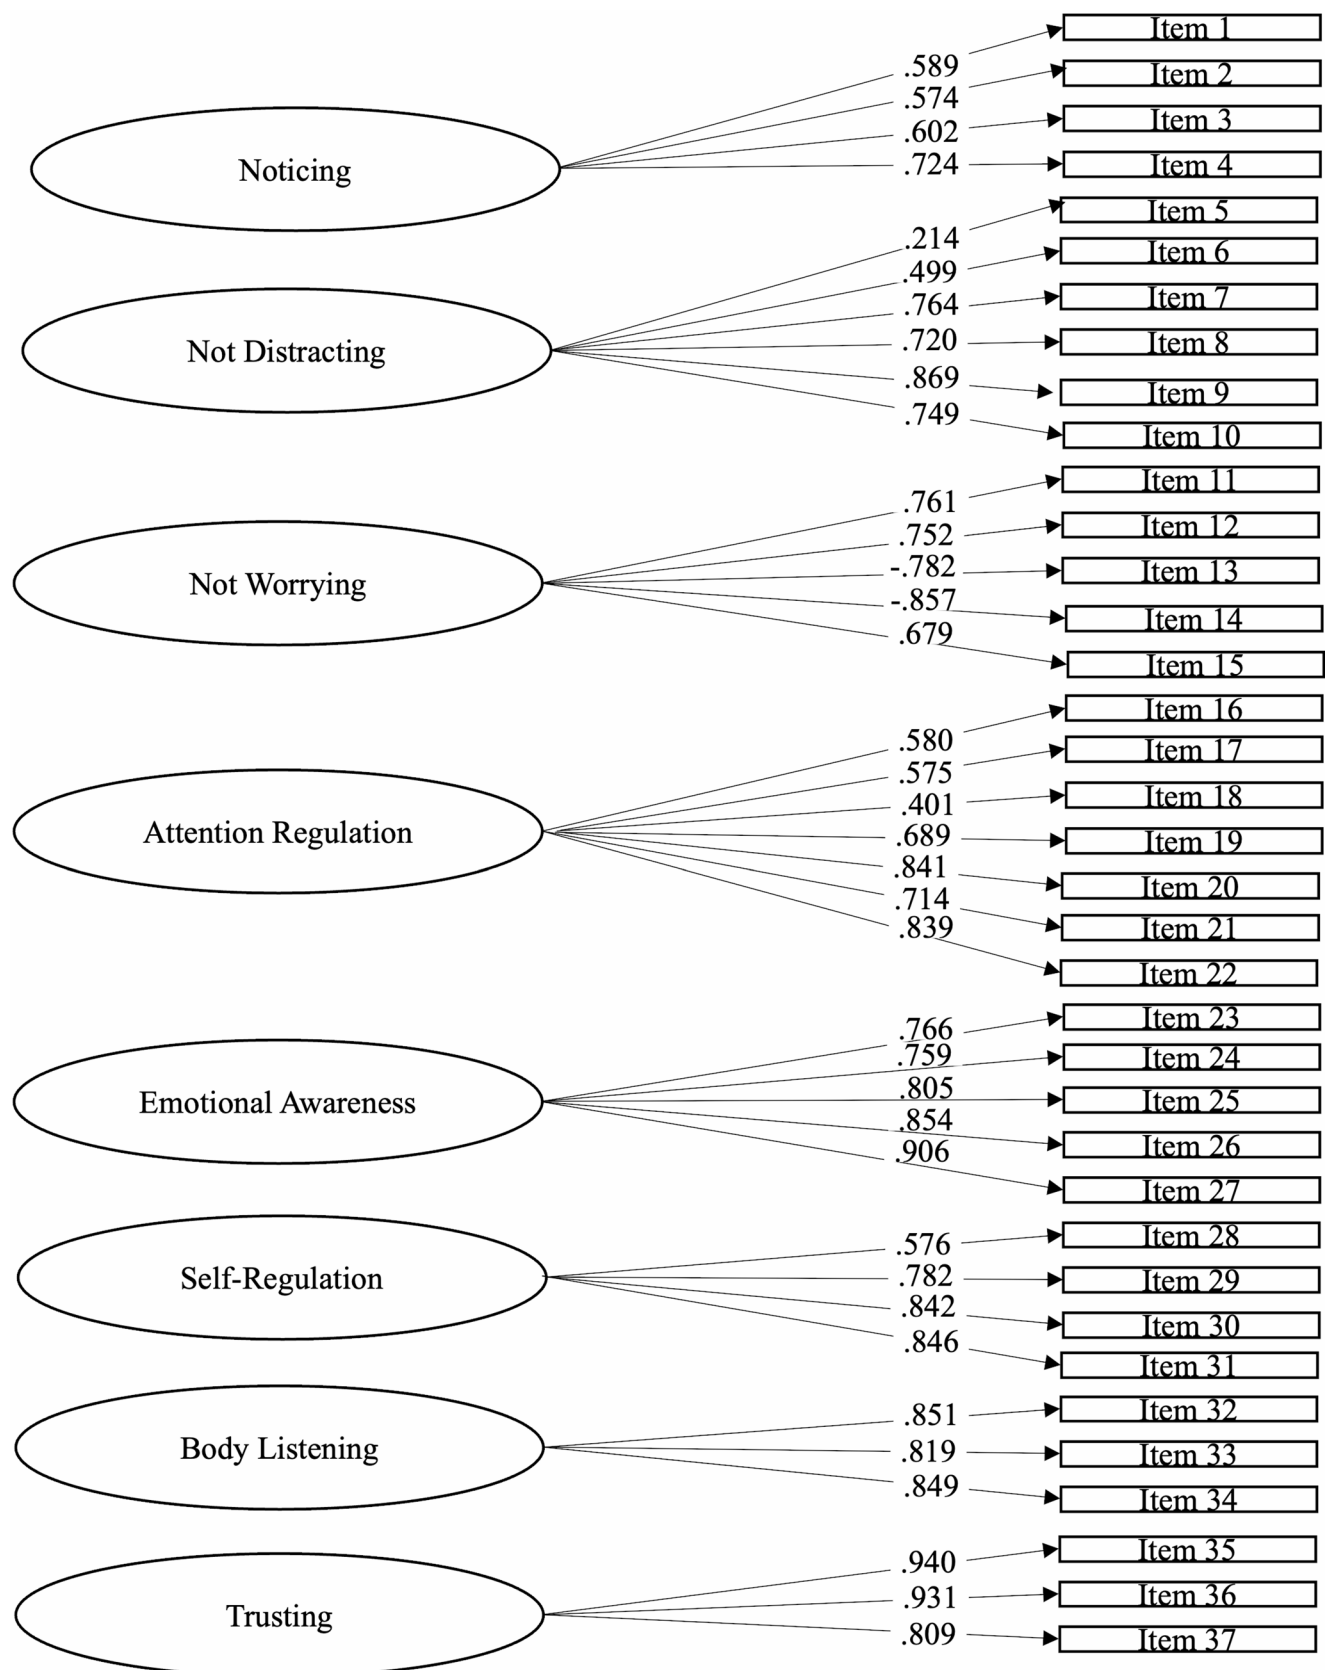 Noticing
.589
.574
.602
.724
Item 1
Item 2
Item 3
Item 4
Not Distracting
.214
.499
.764
.720
.869
.749
Item 5
Item 6
Item 7
Item 8
Item 9
Item 10
Not Worrying
.761
.752
-.782
-.857
.679
Item 11
Item 12
Item 13
Item 14
Item 15
Attention Regulation
.580
.575
.401
.689
.841
.714
.839
Item 16
Item 17
Item 18
Item 19
Item 20
Item 21
Item 22
Emotional Awareness
.766
.759
.805
.854
.906
Item 23
Item 24
Item 25
Item 26
Item 27
Self-Regulation
.576
.782
.842
.846
Item 28
Item 29
Item 30
Item 31
Body Listening
.851
.819
.849
Item 32
Item 33
Item 34
Trusting
.940
.931
.809
Item 35
Item 36
Item 37